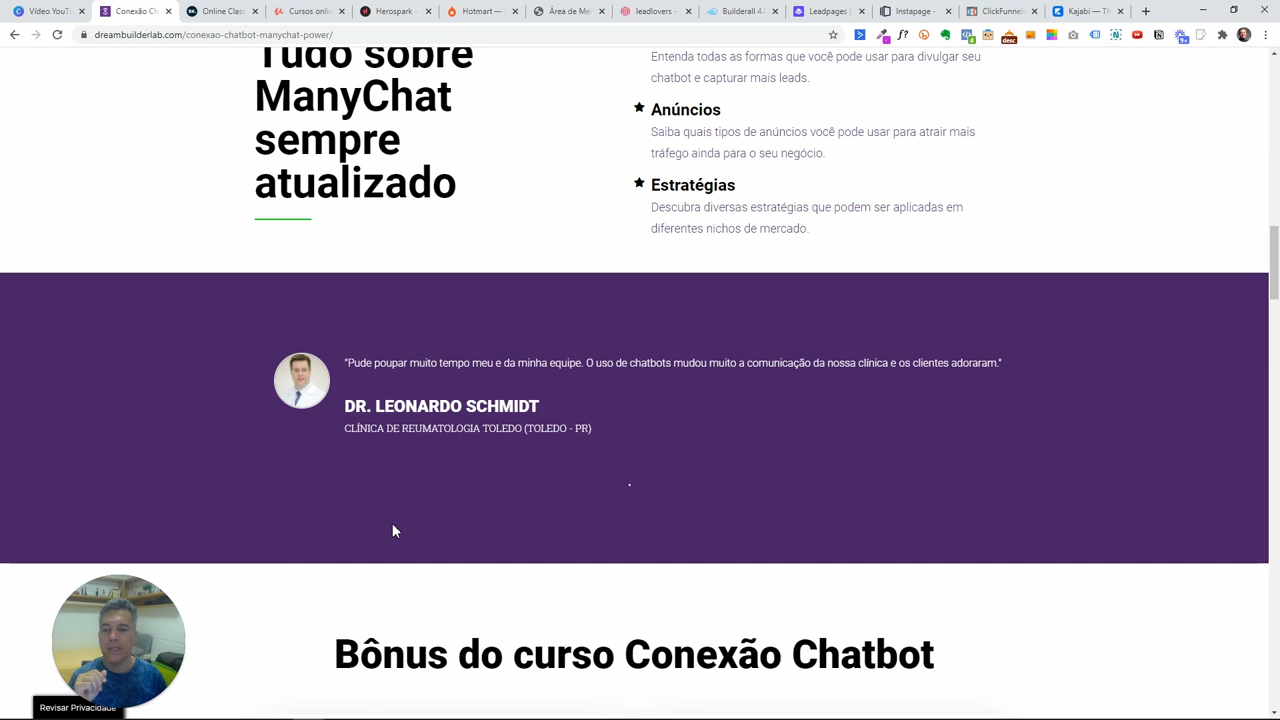 Vídeo YouTu
Conexão Ch
Online Class
Cursos onlin
Herospark -
Hotmart —
Área de Me
leadlovers -
Builderall 4.
Leadpages |
Instapage -
ClickFunnel
Kajabi — Th
dreambuilderlab.com/conexao-chatbot-manychat-power/
Tudo sobre
ManyChat
sempre
atualizado
Entenda todas as formas que você pode usar para divulgar seu
chatbot e capturar mais leads.
Anúncios
Saiba quais tipos de anúncios você pode usar para atrair mais
tráfego ainda para o seu negócio.
Estratégias
Descubra diversas estratégias que podem ser aplicadas em
diferentes nichos de mercado.
"Pude poupar muito tempo meu e da minha equipe. O uso de chatbots mudou muito a comunicação da nossa clínica e os clientes adoraram."
DR. LEONARDO SCHMIDT
CLÍNICA DE REUMATOLOGIA TOLEDO (TOLEDO - PR)
Bônus do curso Conexão Chatbot
Revisar Privacidade